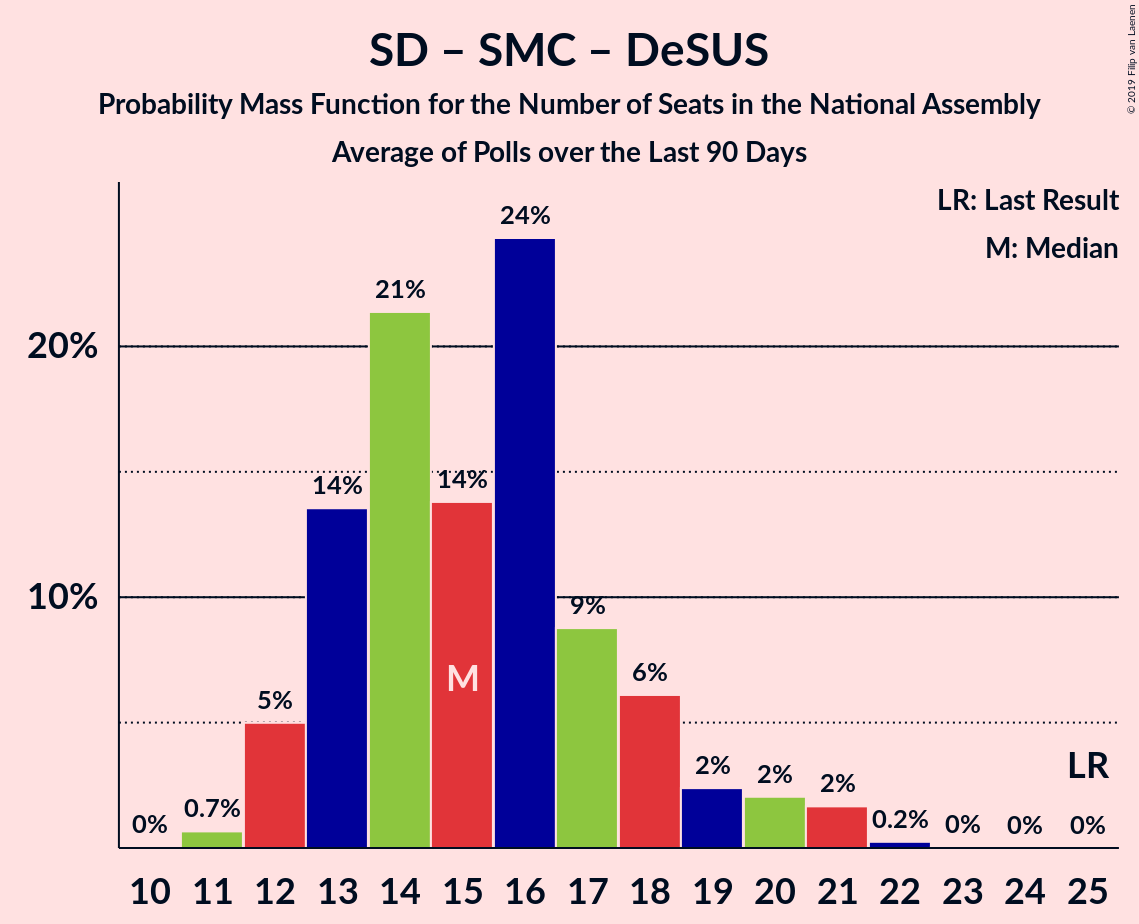 SD – SMC – DeSUS
Probability Mass Function for the Number of Seats in the National Assembly
Average of Polls over the Last 90 Days
© 2019 Filip van Laenen
LR: Last Result
M: Median
24%
21%
20%
14%
14%
10%
9%
M
6%
5%
LR
2%
2%
2%
0.7%
0.2%
0%
0%
0%
0%
10 11 12 13 14 15 16 17 18 19 20 21 22 23 24 25